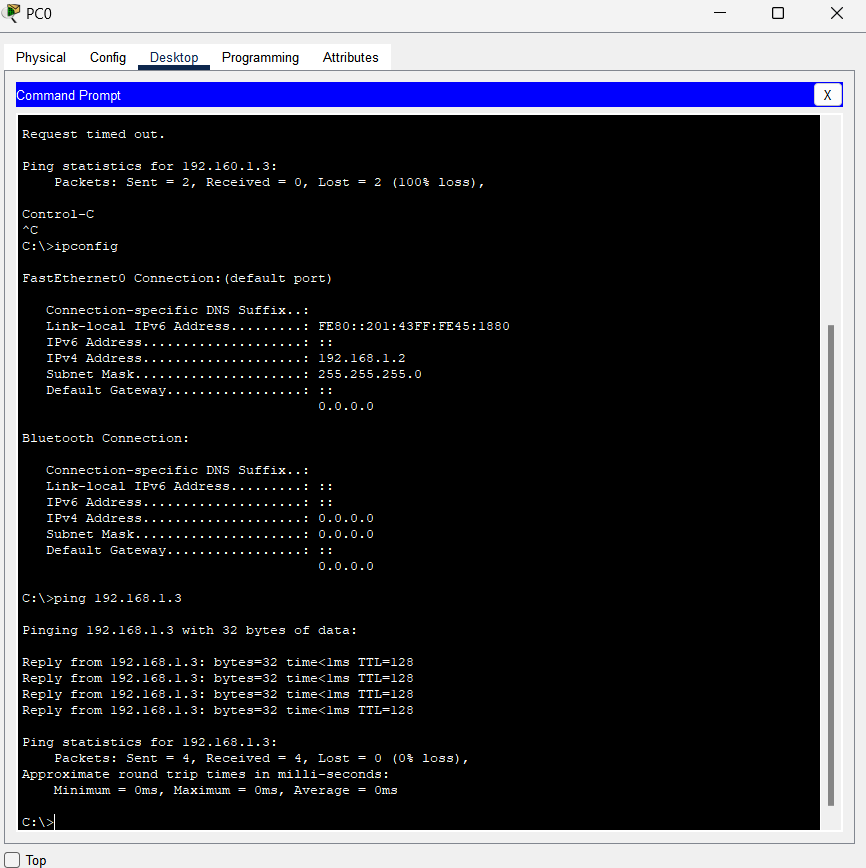 PC0
Physical Config Desktop Programming Attributes
Command Prompt
X
Request timed out.
Ping statistics for 192.160.1.3:
Packets: Sent = 2, Received = 0, Lost = 2 (100% loss),
Control-C
^C
C:\>ipconfig
FastEthernet0 Connection:(default port)
Connection-specific DNS Suffix..:
Link-local IPv6 Address.........: FE80::201:43FF:FE45:1880
IPv6 Address....................: ::
IPv4 Address....................: 192.168.1.2
Subnet Mask.....................: 255.255.255.0
Default Gateway.................: ::
0.0.0.0
Bluetooth Connection:
Connection-specific DNS Suffix..:
Link-local IPv6 Address.........: ::
IPv6 Address....................: ::
IPv4 Address....................: 0.0.0.0
Subnet Mask.....................: 0.0.0.0
Default Gateway.................: ::
0.0.0.0
C:\>ping 192.168.1.3
Pinging 192.168.1.3 with 32 bytes of data:
Reply from 192.168.1.3: bytes=32 time<1ms TTL=128
Reply from 192.168.1.3: bytes=32 time<1ms TTL=128
Reply from 192.168.1.3: bytes=32 time<1ms TTL=128
Reply from 192.168.1.3: bytes=32 time<1ms TTL=128
Ping statistics for 192.168.1.3:
Packets: Sent = 4, Received = 4, Lost = 0 (0% loss),
Approximate round trip times in milli-seconds:
Minimum = 0ms, Maximum = 0ms, Average = 0ms
C:\>
Top